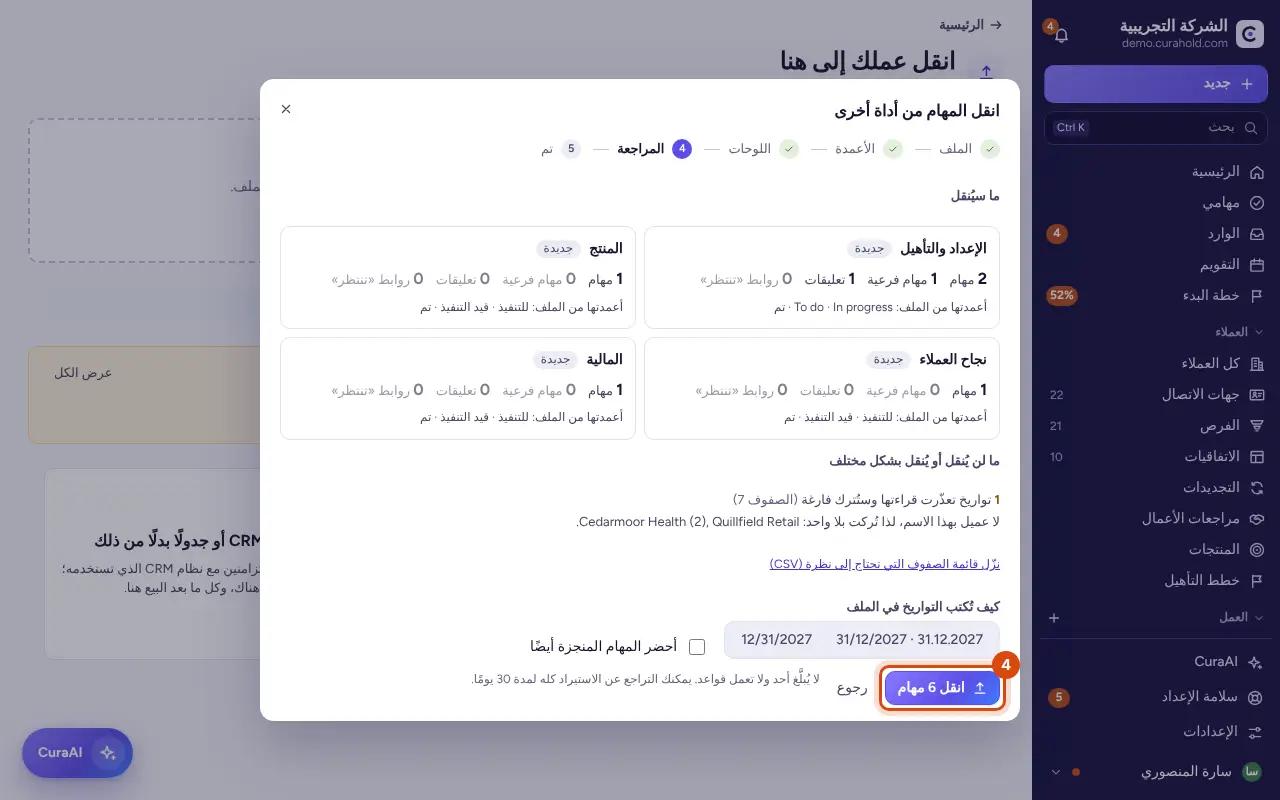 الشركة التجريبية
demo.curahold.com
4
جديد
بحث
Ctrl K
الرئيسية
مهامي
الوارد 4
التقويم
خطة البدء 52%
العملاء
كل العملاء
جهات الاتصال 22
الفرص 21
الاتفاقيات 10
التجديدات
مراجعات الأعمال
المنتجات
خطط التأهيل
العمل
CuraAI
سلامة الإعداد 5
الإعدادات
سارة المنصوري
سا
الرئيسية
انقل عملك إلى هنا
ملف.
عرض الكل
CRM أو جدولًا بدلًا من ذلك
تزامنين مع نظام CRM الذي تستخدمه؛
هناك، وكل ما بعد البيع هنا.
CuraAI
انقل المهام من أداة أخرى
الملف — الأعمدة — اللوحات — 4 المراجعة — 5 تم
ما سيُنقل
الإعداد والتأهيل جديدة
2 مهام 1 مهام فرعية 1 تعليقات 0 روابط «تنتظر»
أعمدتها من الملف: To do · In progress · تم
المنتج جديدة
1 مهام 0 مهام فرعية 0 تعليقات 0 روابط «تنتظر»
أعمدتها من الملف: للتنفيذ · قيد التنفيذ · تم
نجاح العملاء جديدة
1 مهام 0 مهام فرعية 0 تعليقات 0 روابط «تنتظر»
أعمدتها من الملف: للتنفيذ · قيد التنفيذ · تم
المالية جديدة
1 مهام 0 مهام فرعية 0 تعليقات 0 روابط «تنتظر»
أعمدتها من الملف: للتنفيذ · قيد التنفيذ · تم
ما لن يُنقل أو يُنقل بشكل مختلف
1 تواريخ تعذّرت قراءتها وستُترك فارغة (الصفوف 7)
لا عميل بهذا الاسم، لذا تُركت بلا واحد: Cedarmoor Health (2), Quillfield Retail.
نزّل قائمة الصفوف التي تحتاج إلى نظرة (CSV)
كيف تُكتب التواريخ في الملف
31/12/2027 · 31.12.2027
12/31/2027
أحضر المهام المنجزة أيضًا
4
انقل 6 مهام
رجوع
لا يُبلَّغ أحد ولا تعمل قواعد. يمكنك التراجع عن الاستيراد كله لمدة 30 يومًا.